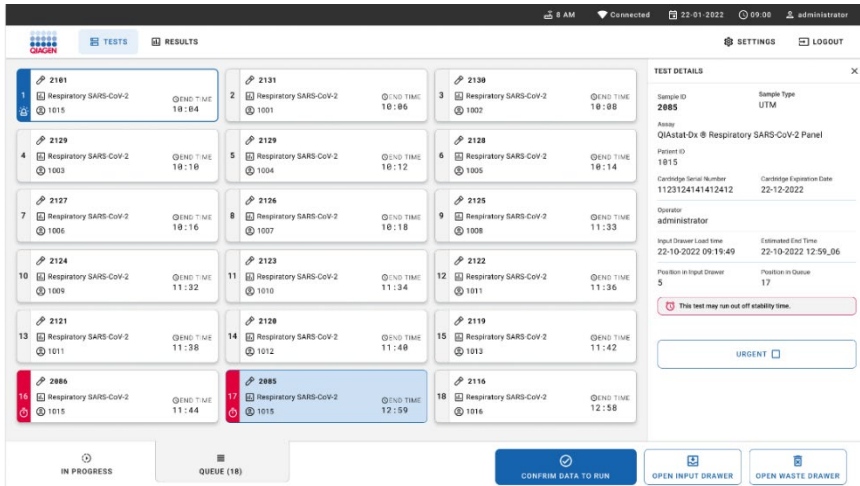 8 AM Connected 22-01-2022 09:00 administrator
QIAGEN TESTS RESULTS SETTINGS LOGOUT
1 2101
Respiratory SARS-CoV-2 END TIME
1015 10:04
2 2131
Respiratory SARS-CoV-2 END TIME
1001 10:06
3 2130
Respiratory SARS-CoV-2 END TIME
1002 10:08
4 2129
Respiratory SARS-CoV-2 END TIME
1003 10:10
5 2129
Respiratory SARS-CoV-2 END TIME
1004 10:12
6 2128
Respiratory SARS-CoV-2 END TIME
1005 10:14
7 2127
Respiratory SARS-CoV-2 END TIME
1006 10:16
8 2126
Respiratory SARS-CoV-2 END TIME
1007 10:18
9 2125
Respiratory SARS-CoV-2 END TIME
1008 11:33
10 2124
Respiratory SARS-CoV-2 END TIME
1009 11:32
11 2123
Respiratory SARS-CoV-2 END TIME
1010 11:34
12 2122
Respiratory SARS-CoV-2 END TIME
1011 11:36
13 2121
Respiratory SARS-CoV-2 END TIME
1011 11:38
14 2120
Respiratory SARS-CoV-2 END TIME
1012 11:40
15 2119
Respiratory SARS-CoV-2 END TIME
1013 11:42
16 2086
Respiratory SARS-CoV-2 END TIME
1015 11:44
17 2085
Respiratory SARS-CoV-2 END TIME
1015 12:59
18 2116
Respiratory SARS-CoV-2 END TIME
1016 12:58
TEST DETAILS
Sample ID Sample Type
2085 UTM
Assay
QIAstat-Dx ® Respiratory SARS-CoV-2 Panel
Patient ID
1015
Cardridge Serial Number Cardridge Expiration Date
1123124141412412 22-12-2022
Operator
administrator
Input Drawer Load time Estimated End Time
22-10-2022 09:19:49 22-10-2022 12:59_06
Position in Input Drawer Position in Queue
5 17
This test may run out off stability time.
URGENT
IN PROGRESS QUEUE (18) CONFRIM DATA TO RUN OPEN INPUT DRAWER OPEN WASTE DRAWER